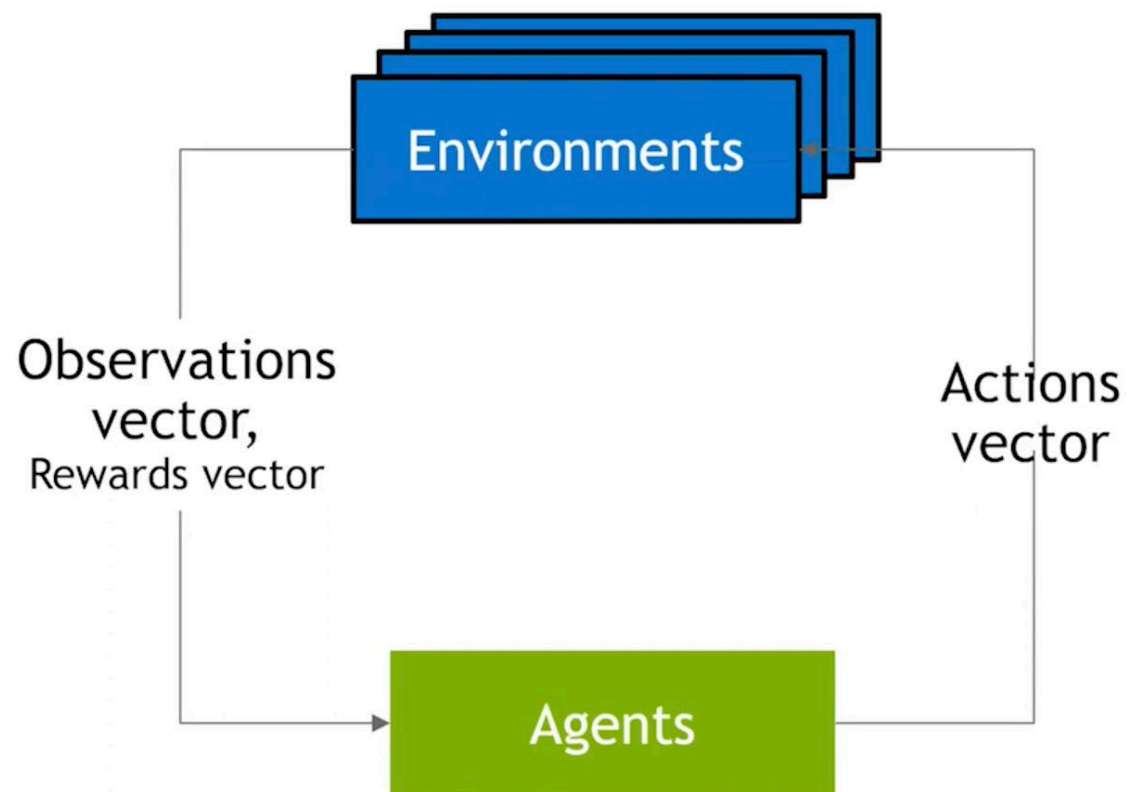 Environments
Observations
vector,
Rewards vector
Actions
vector
Agents